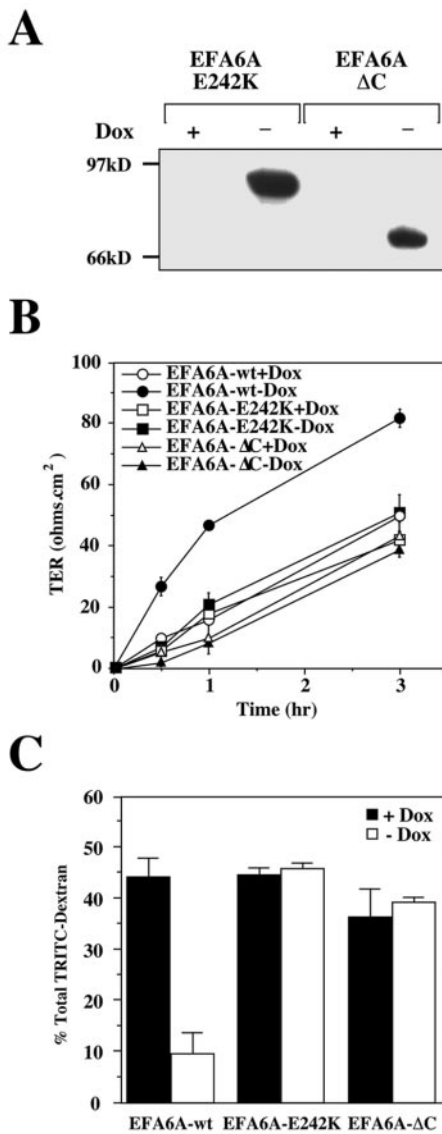 A
EFA6A EFA6A
E242K ΔC
Dox + − + −
97kD
66kD
B
100
80
60
40
20
0
TER (ohms.cm²)
EFA6A-wt+Dox
EFA6A-wt-Dox
EFA6A-E242K+Dox
EFA6A-E242K-Dox
EFA6A-ΔC+Dox
EFA6A-ΔC-Dox
0 1 2 3
Time (hr)
C
60
50
40
30
20
10
0
% Total TRITC-Dextran
+ Dox
- Dox
EFA6A-wt EFA6A-E242K EFA6A-ΔC